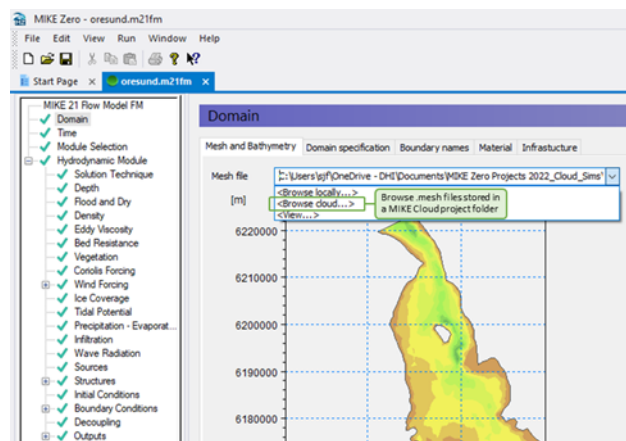 MIKE Zero - oresund.m21fm
File Edit View Run Window Help
Start Page × oresund.m21fm ×
MIKE 21 Flow Model FM
Domain
Time
Module Selection
Hydrodynamic Module
Solution Technique
Depth
Flood and Dry
Density
Eddy Viscosity
Bed Resistance
Vegetation
Coriolis Forcing
Wind Forcing
Ice Coverage
Tidal Potential
Precipitation - Evaporat...
Infiltration
Wave Radiation
Sources
Structures
Initial Conditions
Boundary Conditions
Decoupling
Outputs
Domain
Mesh and Bathymetry Domain specification Boundary names Material Infrastucture
Mesh file C:\Users\sjf\OneDrive - DHI\Documents\MIKE Zero Projects 2022_Cloud_Sims'
<Browse locally...>
<Browse cloud...>
<View...>
Browse .mesh files stored in
a MIKE Cloud project folder
[m]
6220000
6210000
6200000
6190000
6180000